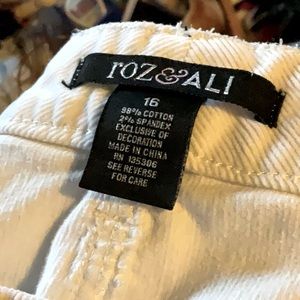 roz&ALI
16
98% COTTON
2% SPANDEX
EXCLUSIVE OF
DECORATION
MADE IN CHINA
RN 135306
SEE REVERSE
FOR CARE